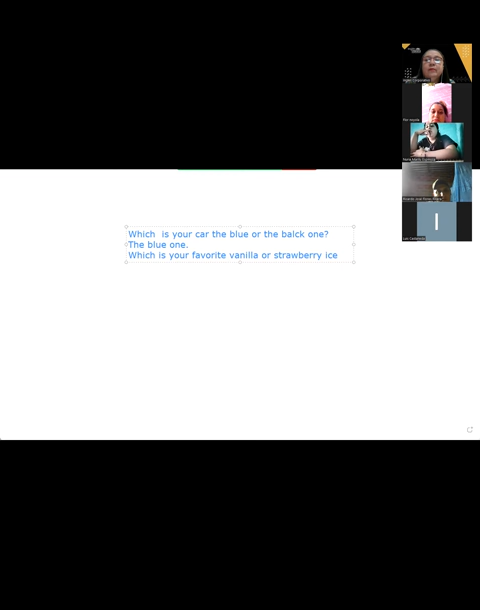 Which  is your car the blue or the balck one?
The blue one.
Which is your favorite vanilla or strawberry ice
I